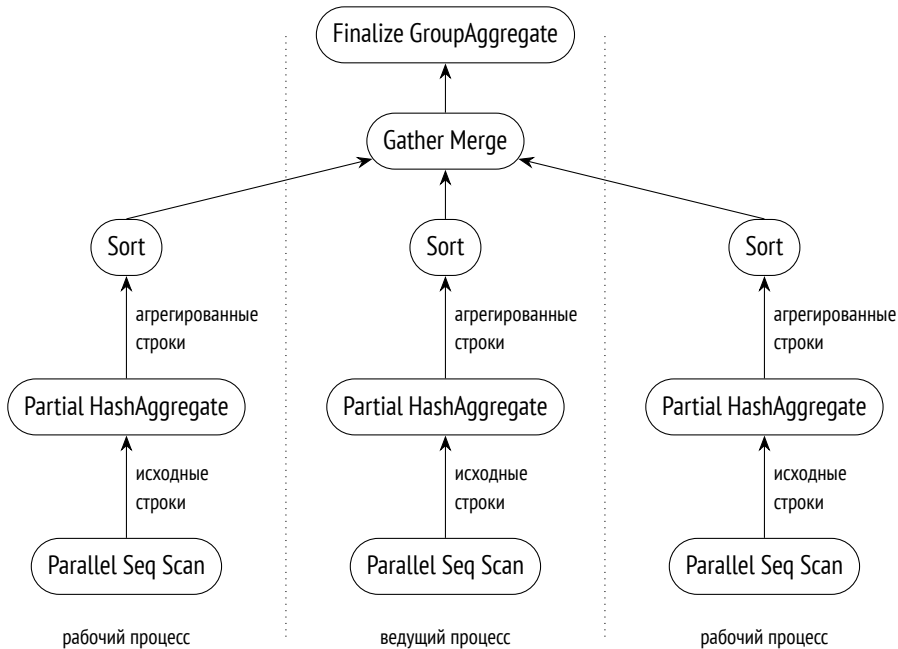 Finalize GroupAggregate
Gather Merge
Sort
Sort
Sort
агрегированные
строки
агрегированные
строки
агрегированные
строки
Partial HashAggregate
Partial HashAggregate
Partial HashAggregate
исходные
строки
исходные
строки
исходные
строки
Parallel Seq Scan
Parallel Seq Scan
Parallel Seq Scan
рабочий процесс
ведущий процесс
рабочий процесс